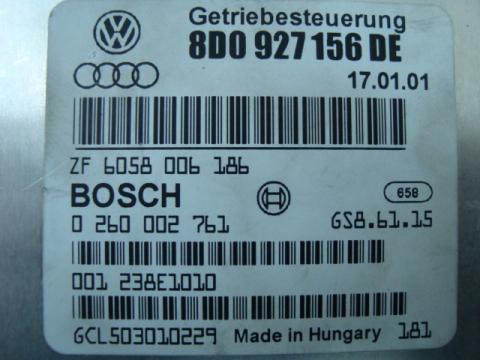 Getriebesteuerung
8D0 927 156 DE
17.01.01
ZF 6058 006 186
BOSCH
658
0 260 002 761
GS8.61.15
001 238E1010
GCL503010229 Made in Hungary 181